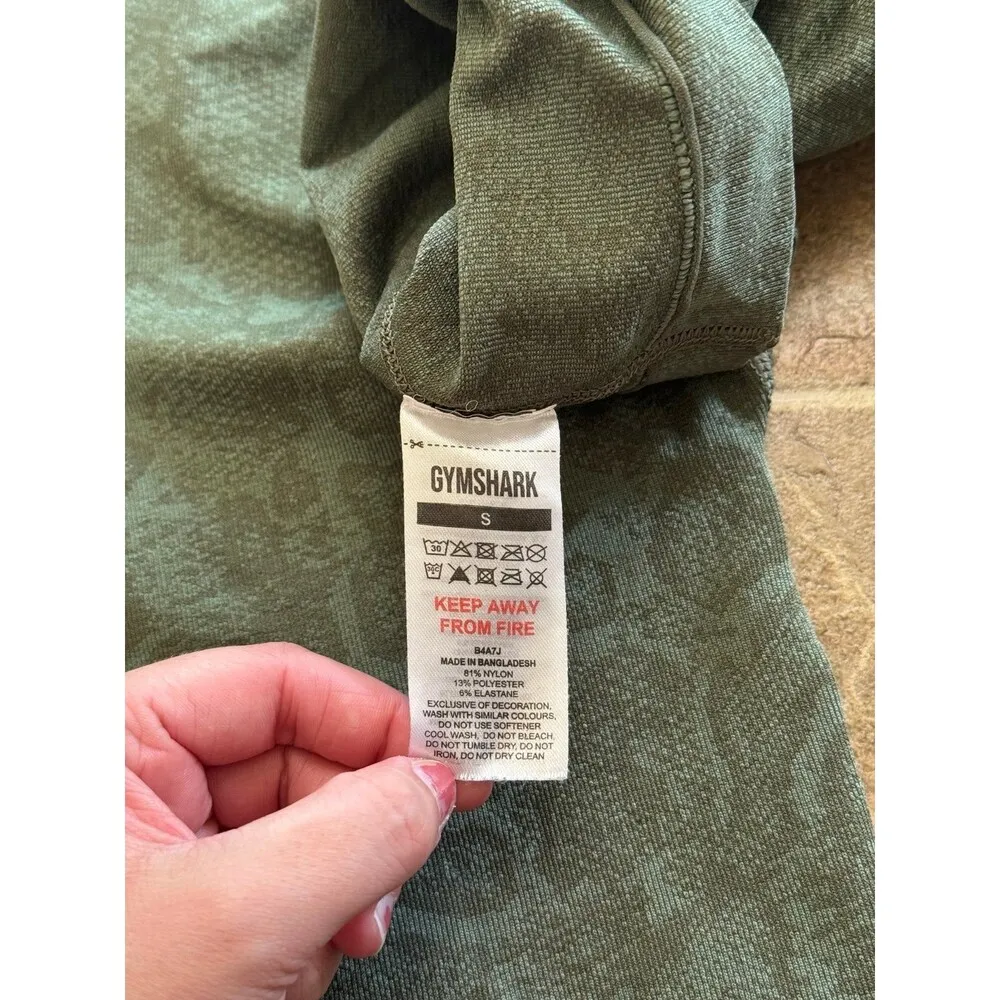 GYMSHARK
S
30
30C
KEEP AWAY
FROM FIRE
B4A7J
MADE IN BANGLADESH
81% NYLON
13% POLYESTER
6% ELASTANE
EXCLUSIVE OF DECORATION,
WASH WITH SIMILAR COLOURS,
DO NOT USE SOFTENER
COOL WASH, DO NOT BLEACH,
DO NOT TUMBLE DRY, DO NOT
IRON, DO NOT DRY CLEAN